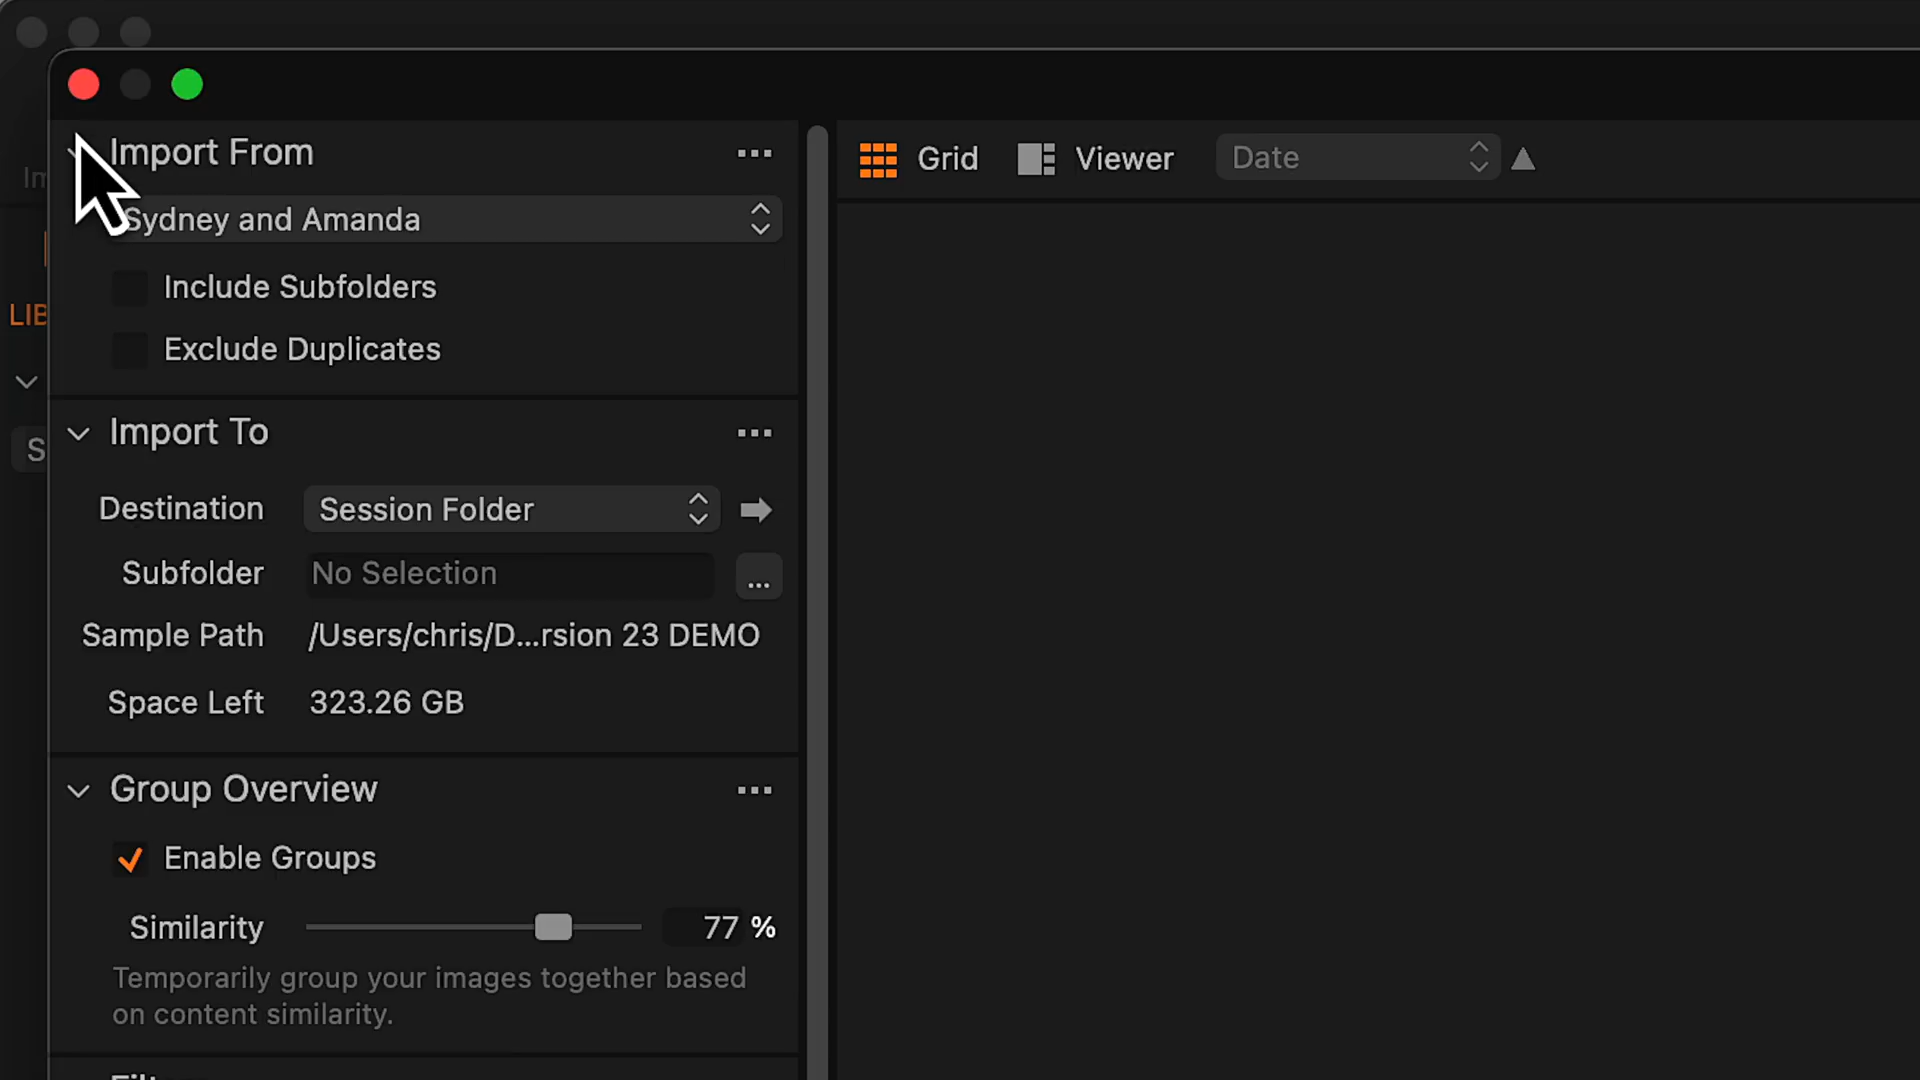 Import From
Grid
Viewer
Date
Im
Sydney and Amanda
Include Subfolders
LIB
Exclude Duplicates
Import To
S
Destination
Session Folder
Subfolder
No Selection
...
Sample Path
/Users/chris/D...rsion 23 DEMO
Space Left
323.26 GB
Group Overview
Enable Groups
Similarity
77 %
Temporarily group your images together based
on content similarity.